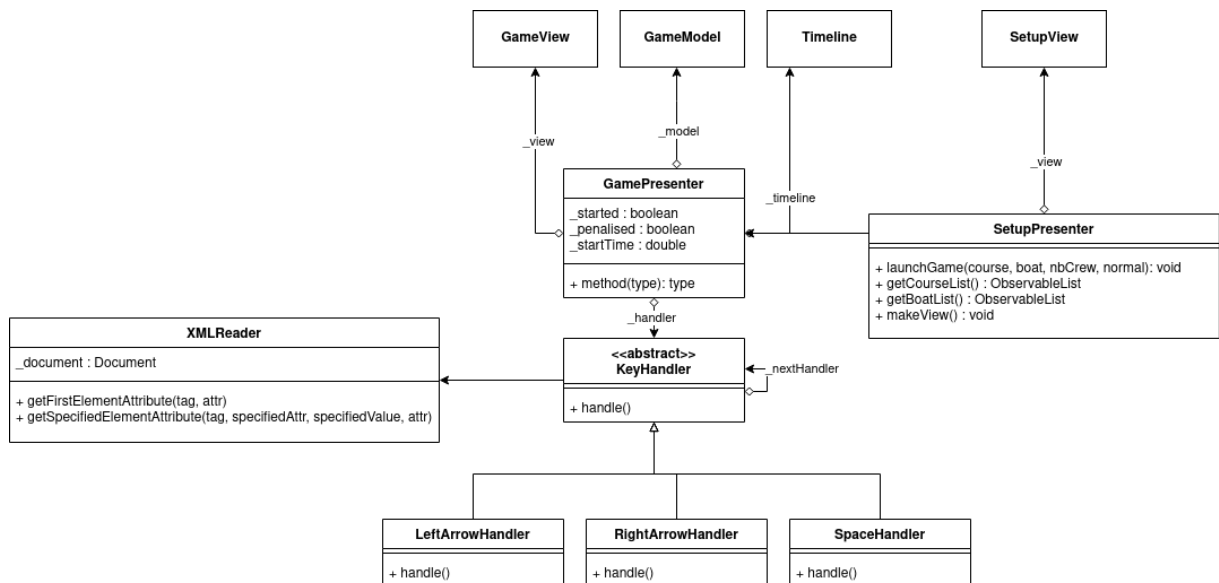 GameView
GameModel
Timeline
SetupView
_view
_model
_timeline
_view
GamePresenter
_started : boolean
_penalised : boolean
_startTime : double
+ method(type): type
SetupPresenter
+ launchGame(course, boat, nbCrew, normal): void
+ getCourseList() : ObservableList
+ getBoatList() : ObservableList
+ makeView() : void
_handler
XMLReader
_document : Document
+ getFirstElementAttribute(tag, attr)
+ getSpecifiedElementAttribute(tag, specifiedAttr, specifiedValue, attr)
<<abstract>>
KeyHandler
+ handle()
_nextHandler
LeftArrowHandler
+ handle()
RightArrowHandler
+ handle()
SpaceHandler
+ handle()